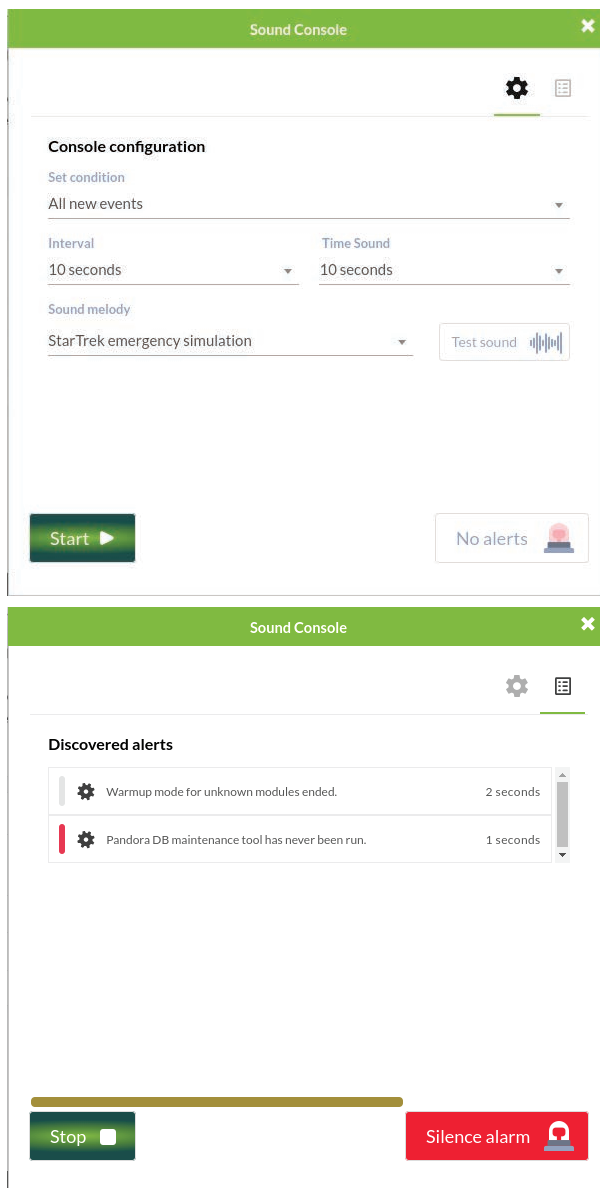 Sound Console
Console configuration
Set condition
All new events
Interval Time Sound
10 seconds 10 seconds
Sound melody
StarTrek emergency simulation Test sound
Start No alerts
Sound Console
Discovered alerts
Warmup mode for unknown modules ended. 2 seconds
Pandora DB maintenance tool has never been run. 1 seconds
Stop Silence alarm